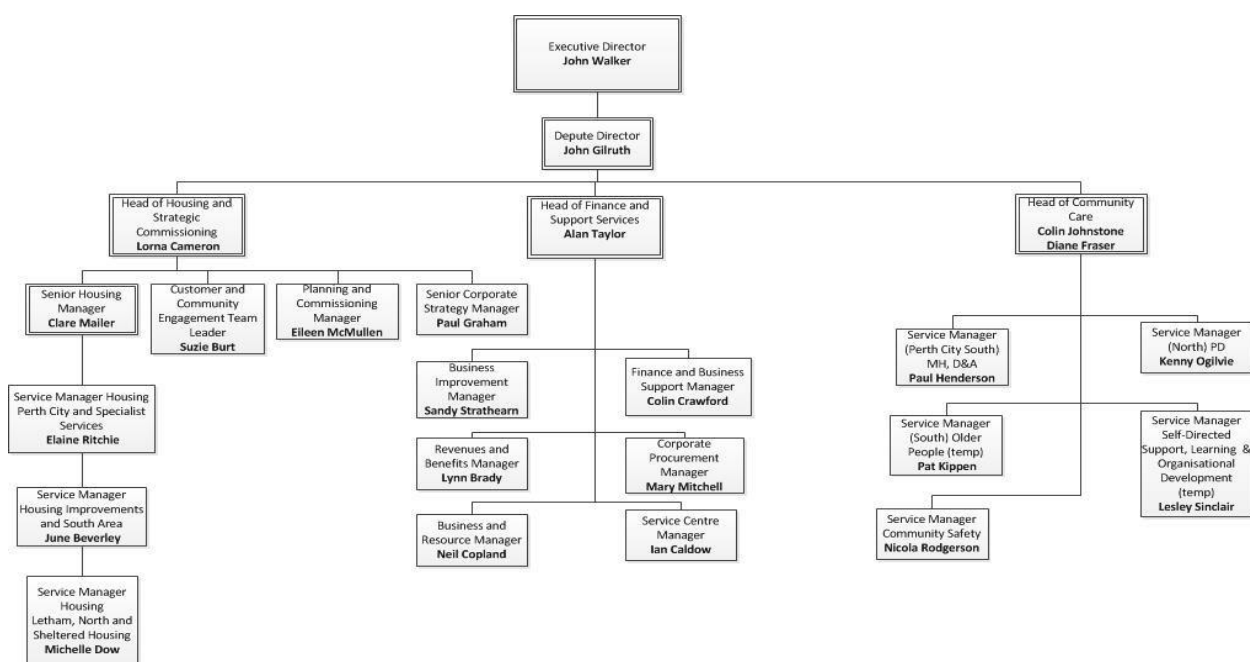 Executive Director
John Walker
Depute Director
John Gilruth
Head of Housing and
Strategic
Commissioning
Lorna Cameron
Head of Finance and
Support Services
Alan Taylor
Head of Community
Care
Colin Johnstone
Diane Fraser
Senior Housing
Manager
Clare Mailer
Customer and
Community
Engagement Team
Leader
Suzie Burt
Planning and
Commissioning
Manager
Eileen McMullen
Senior Corporate
Strategy Manager
Paul Graham
Service Manager Housing
Perth City and Specialist
Services
Elaine Ritchie
Service Manager
Housing Improvements
and South Area
June Beverley
Service Manager
Housing
Letham, North and
Sheltered Housing
Michelle Dow
Business
Improvement
Manager
Sandy Strathearn
Finance and Business
Support Manager
Colin Crawford
Revenues and
Benefits Manager
Lynn Brady
Corporate
Procurement
Manager
Mary Mitchell
Business and
Resource Manager
Neil Copland
Service Centre
Manager
Ian Caldow
Service Manager
(Perth City South)
MH, D&A
Paul Henderson
Service Manager
(North) PD
Kenny Ogilvie
Service Manager
(South) Older
People (temp)
Pat Kippen
Service Manager
Self-Directed
Support, Learning &
Organisational
Development
(temp)
Lesley Sinclair
Service Manager
Community Safety
Nicola Rodgerson